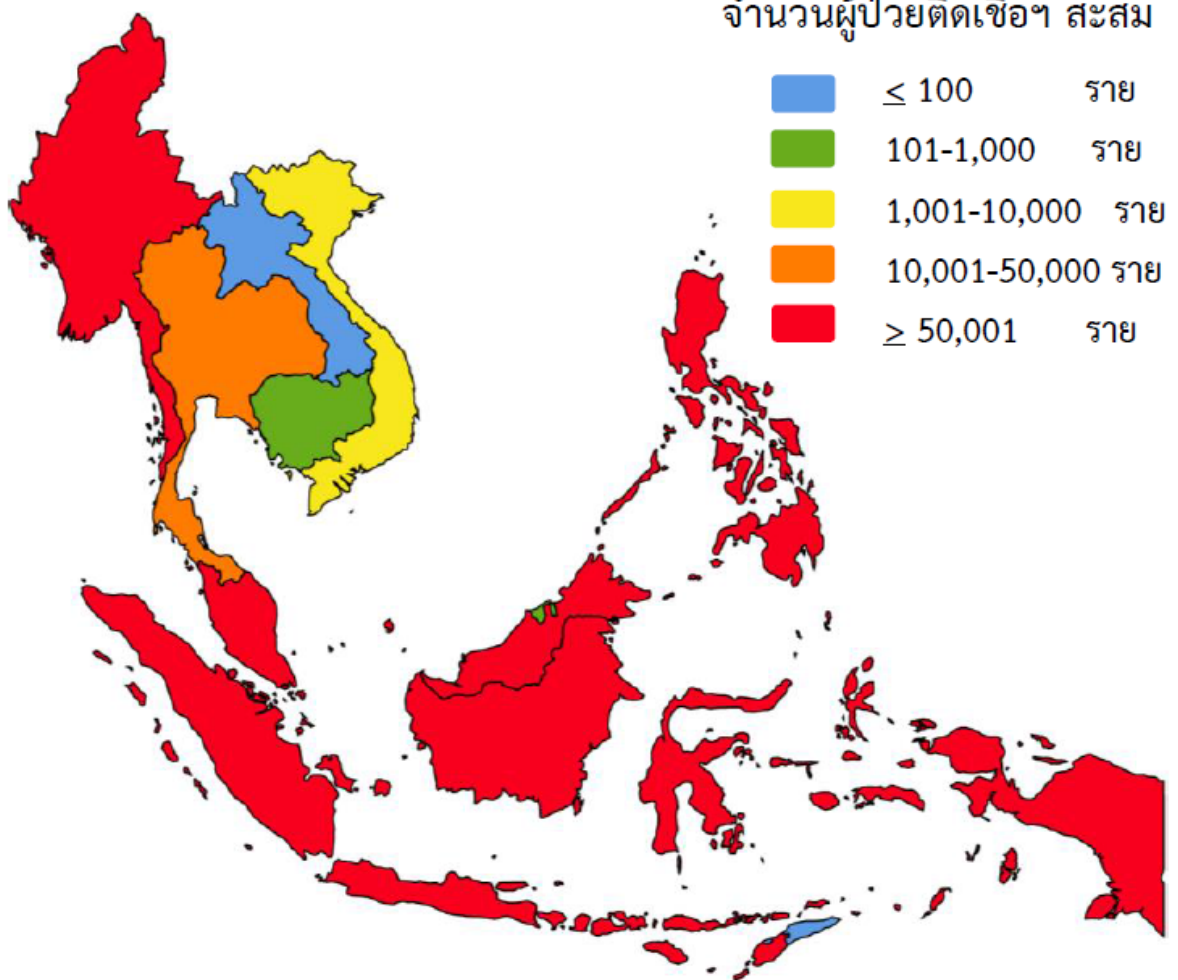 จำนวนผู้ป่วยติดเชื้อฯ สะสม
≤ 100 ราย
101-1,000 ราย
1,001-10,000 ราย
10,001-50,000 ราย
≥ 50,001 ราย